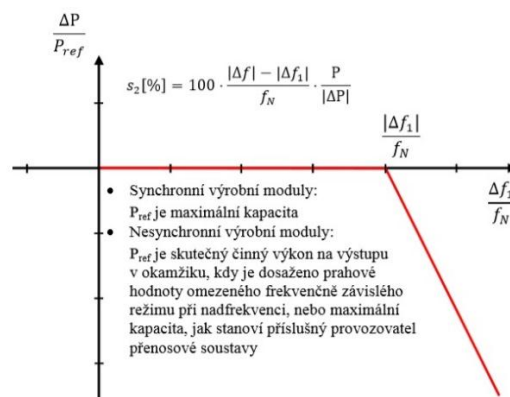 ΔP
P_ref
s₂[%] = 100 · (|Δf| − |Δf₁|)/f_N · P/|ΔP|
|Δf₁|
f_N
Δf₁
f_N
• Synchronní výrobní moduly:
P_ref je maximální kapacita
• Nesynchronní výrobní moduly:
P_ref je skutečný činný výkon na výstupu
v okamžiku, kdy je dosaženo prahové
hodnoty omezeného frekvenčně závislého
režimu při nadfrekvenci, nebo maximální
kapacita, jak stanoví příslušný provozovatel
přenosové soustavy